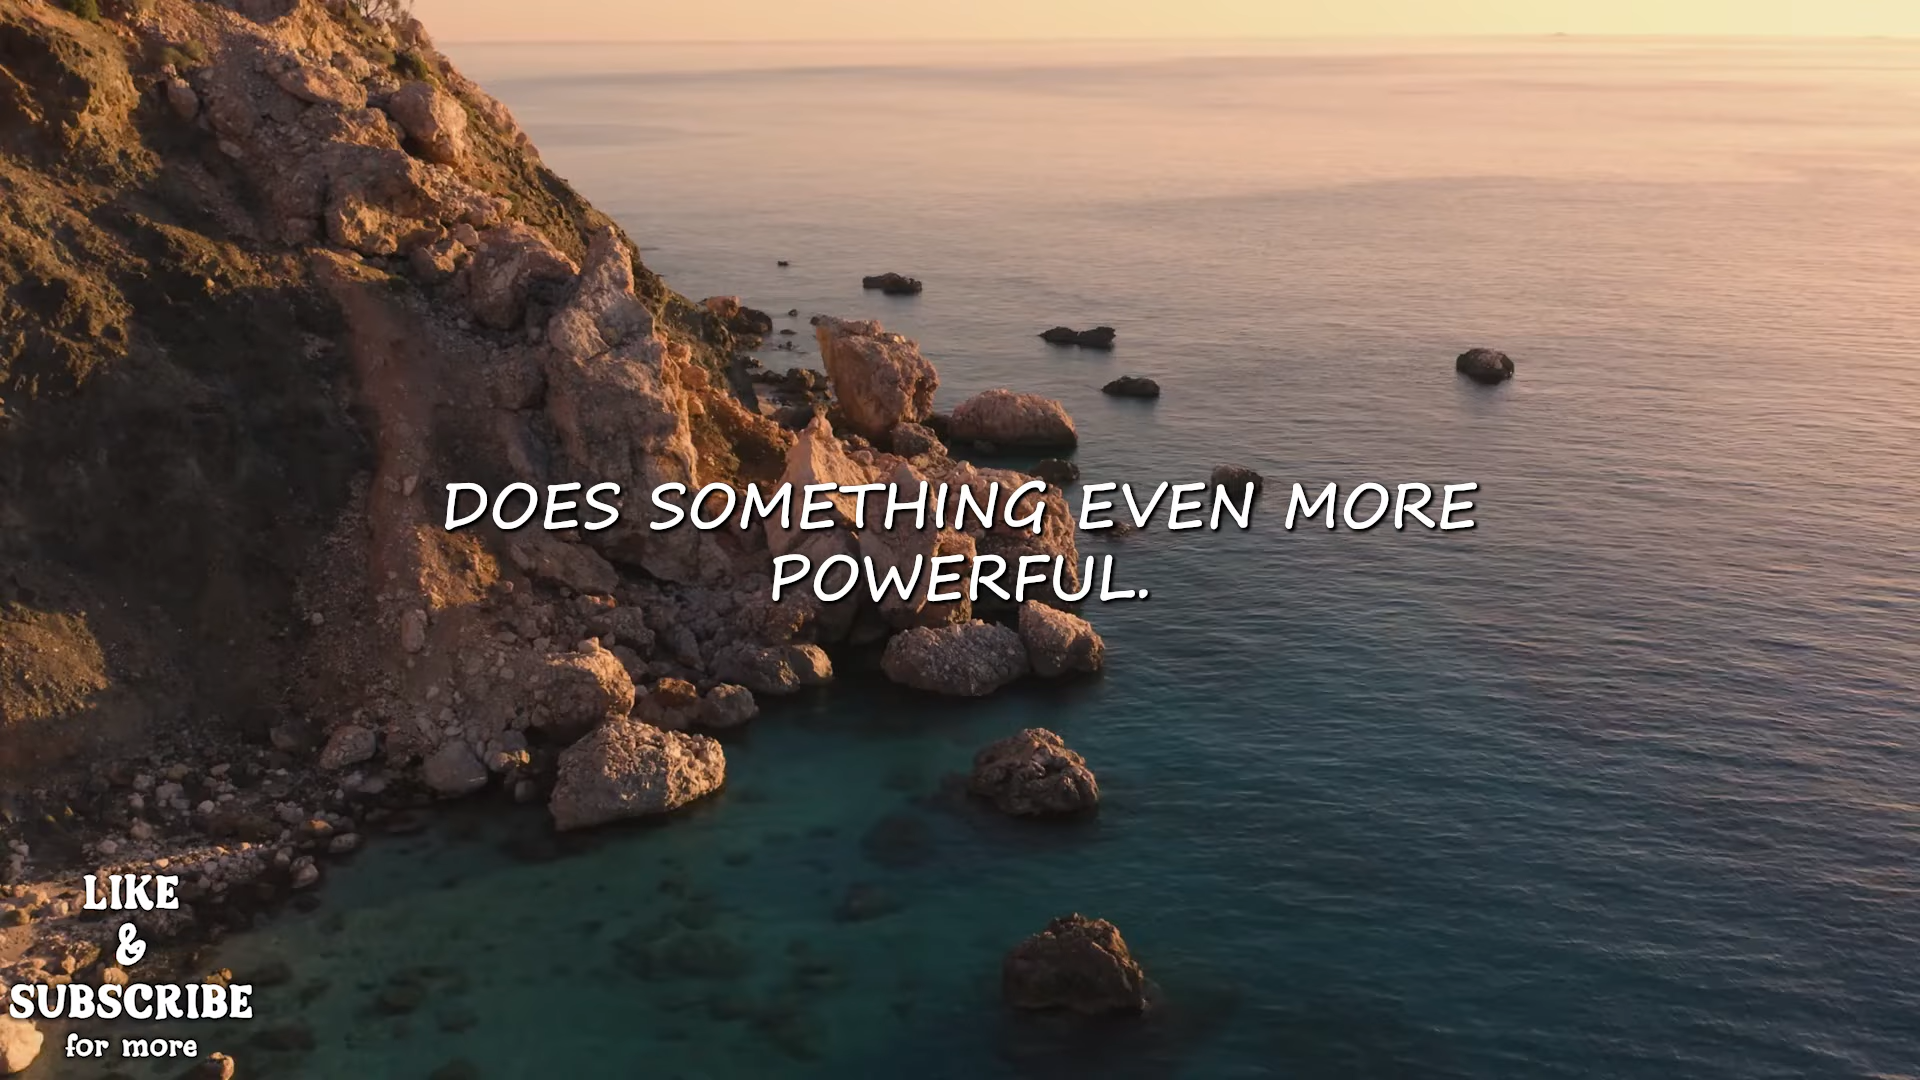 DOES SOMETHING EVEN MORE
POWERFUL.
LIKE
&
SUBSCRIBE
for more